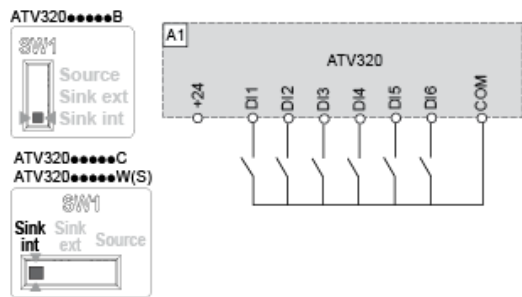 ATV320●●●●●B
SW1
Source
Sink ext
Sink int
ATV320●●●●●C
ATV320●●●●●W(S)
SW1
Sink int
Sink ext
Source
A1
ATV320
+24
DI1
DI2
DI3
DI4
DI5
DI6
COM